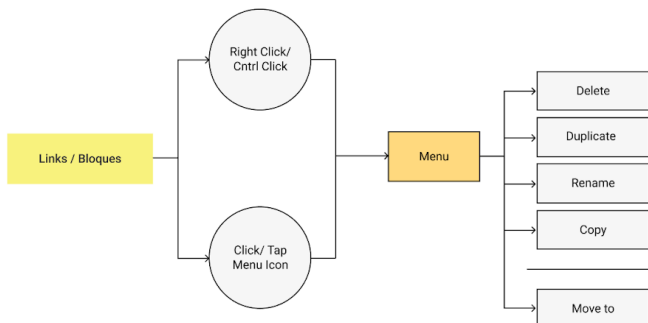 Right Click/
Cntrl Click
Links / Bloques
Click/ Tap
Menu Icon
Menu
Delete
Duplicate
Rename
Copy
Move to